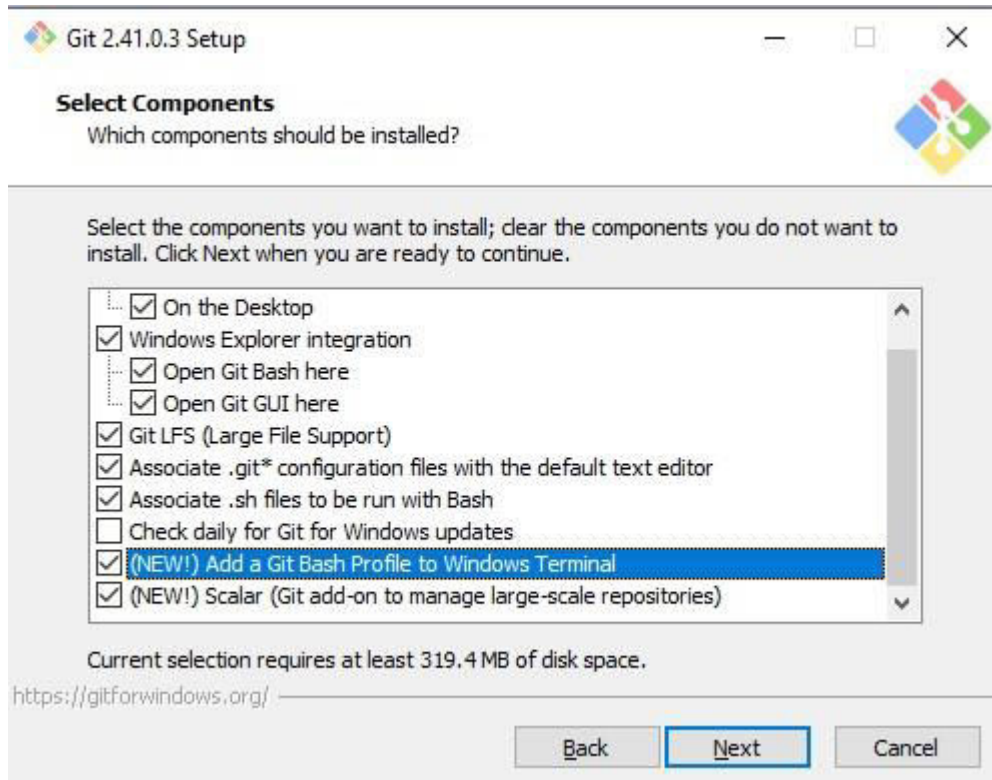 Git 2.41.0.3 Setup
Select Components
Which components should be installed?
Select the components you want to install; clear the components you do not want to
install. Click Next when you are ready to continue.
On the Desktop
Windows Explorer integration
Open Git Bash here
Open Git GUI here
Git LFS (Large File Support)
Associate .git* configuration files with the default text editor
Associate .sh files to be run with Bash
Check daily for Git for Windows updates
(NEW!) Add a Git Bash Profile to Windows Terminal
(NEW!) Scalar (Git add-on to manage large-scale repositories)
Current selection requires at least 319.4 MB of disk space.
https://gitforwindows.org/
Back
Next
Cancel